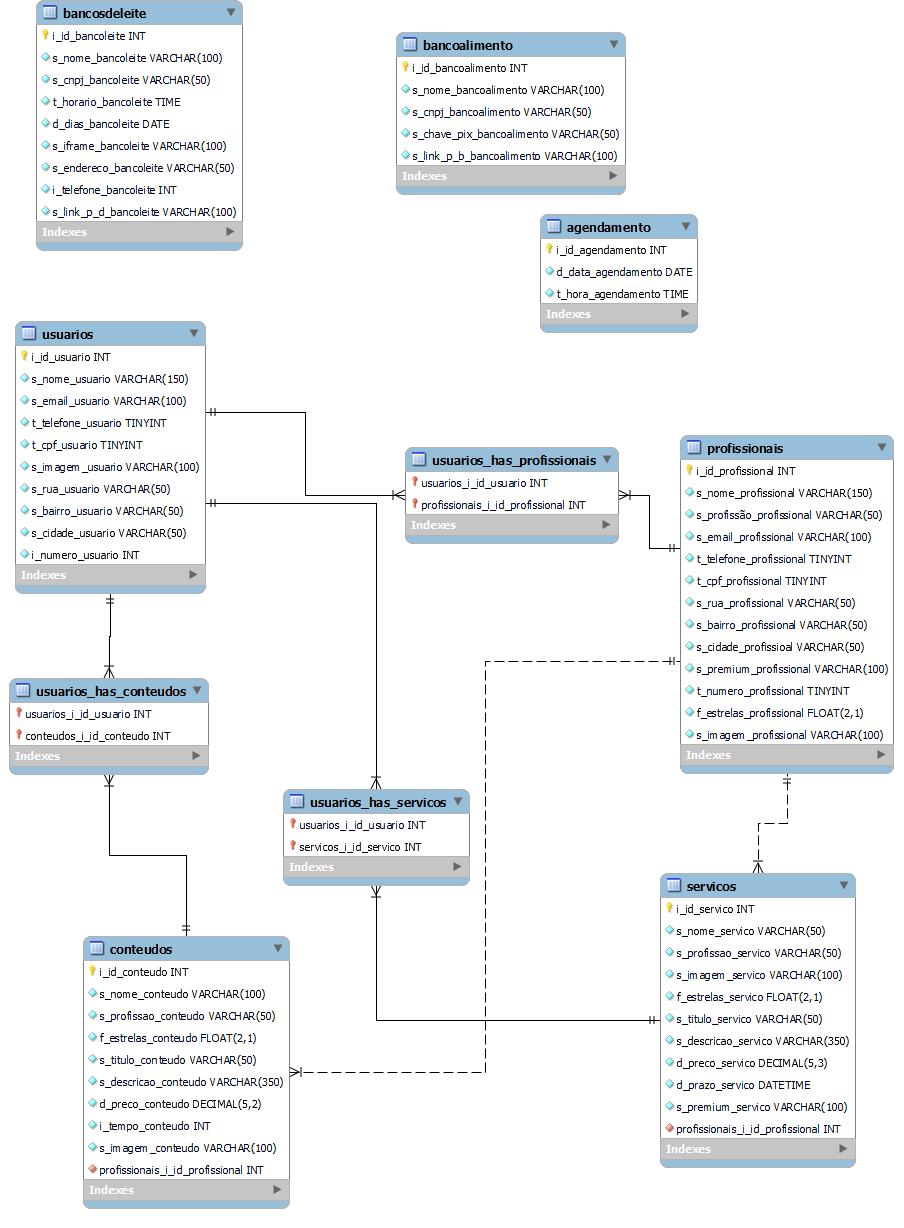 bancosdeleite
i_id_bancoleite INT
s_nome_bancoleite VARCHAR(100)
s_cnpj_bancoleite VARCHAR(50)
t_horario_bancoleite TIME
d_dias_bancoleite DATE
s_iframe_bancoleite VARCHAR(100)
s_endereco_bancoleite VARCHAR(50)
i_telefone_bancoleite INT
s_link_p_d_bancoleite VARCHAR(100)
Indexes
bancoalimento
i_id_bancoalimento INT
s_nome_bancoalimento VARCHAR(100)
s_cnpj_bancoalimento VARCHAR(50)
s_chave_pix_bancoalimento VARCHAR(50)
s_link_p_b_bancoalimento VARCHAR(100)
Indexes
agendamento
i_id_agendamento INT
d_data_agendamento DATE
t_hora_agendamento TIME
Indexes
usuarios
i_id_usuario INT
s_nome_usuario VARCHAR(150)
s_email_usuario VARCHAR(100)
t_telefone_usuario TINYINT
t_cpf_usuario TINYINT
s_imagem_usuario VARCHAR(100)
s_rua_usuario VARCHAR(50)
s_bairro_usuario VARCHAR(50)
s_cidade_usuario VARCHAR(50)
i_numero_usuario INT
Indexes
usuarios_has_profissionais
usuarios_i_id_usuario INT
profissionais_i_id_profissional INT
Indexes
profissionais
i_id_profissional INT
s_nome_profissional VARCHAR(150)
s_profissão_profissional VARCHAR(50)
s_email_profissional VARCHAR(100)
t_telefone_profissional TINYINT
t_cpf_profissional TINYINT
s_rua_profissional VARCHAR(50)
s_bairro_profissional VARCHAR(50)
s_cidade_profissioal VARCHAR(50)
s_premium_profissional VARCHAR(100)
t_numero_profissional TINYINT
f_estrelas_profissional FLOAT(2,1)
s_imagem_profissional VARCHAR(100)
Indexes
usuarios_has_conteudos
usuarios_i_id_usuario INT
conteudos_i_id_conteudo INT
Indexes
usuarios_has_servicos
usuarios_i_id_usuario INT
servicos_i_id_servico INT
Indexes
conteudos
i_id_conteudo INT
s_nome_conteudo VARCHAR(100)
s_profissao_conteudo VARCHAR(50)
f_estrelas_conteudo FLOAT(2,1)
s_titulo_conteudo VARCHAR(50)
s_descricao_conteudo VARCHAR(350)
d_preco_conteudo DECIMAL(5,2)
i_tempo_conteudo INT
s_imagem_conteudo VARCHAR(100)
profissionais_i_id_profissional INT
Indexes
servicos
i_id_servico INT
s_nome_servico VARCHAR(50)
s_profissao_servico VARCHAR(50)
s_imagem_servico VARCHAR(100)
f_estrelas_servico FLOAT(2,1)
s_titulo_servico VARCHAR(50)
s_descricao_servico VARCHAR(350)
d_preco_servico DECIMAL(5,3)
d_prazo_servico DATETIME
s_premium_servico VARCHAR(100)
profissionais_i_id_profissional INT
Indexes